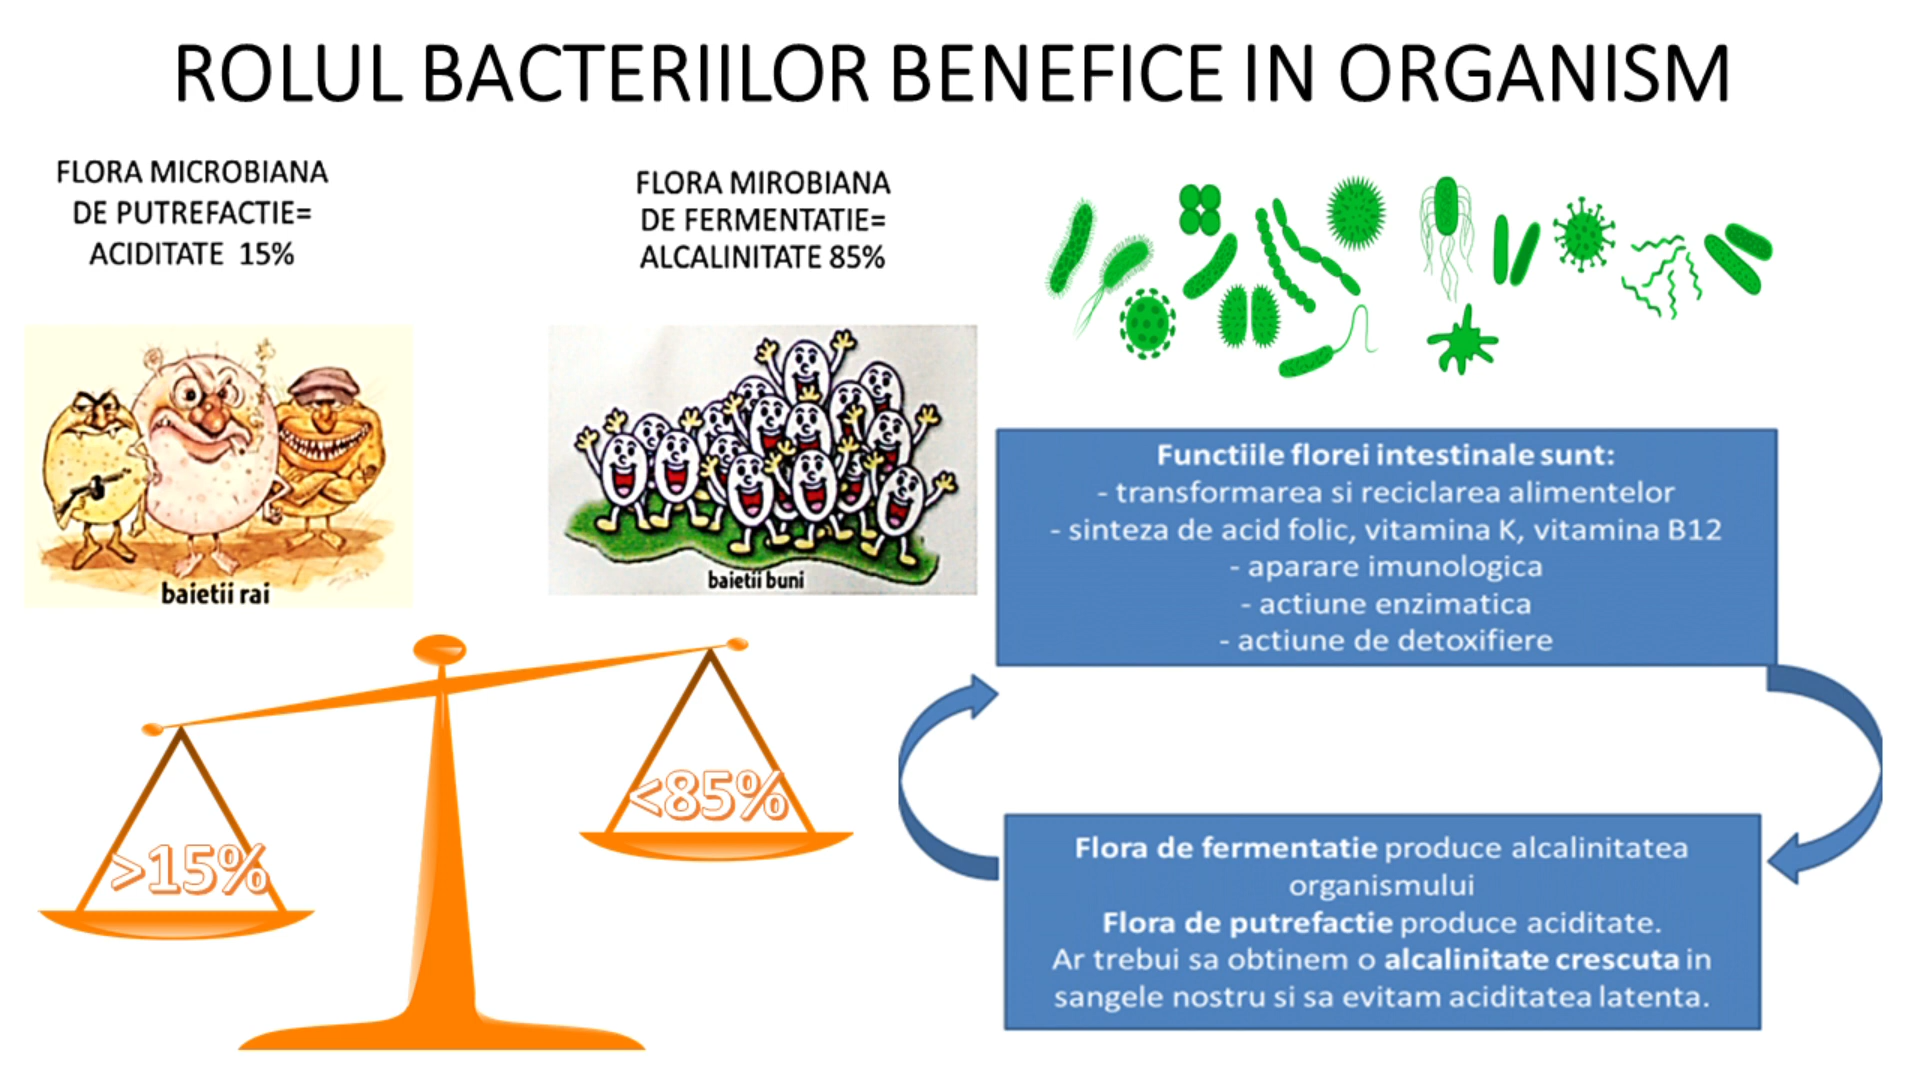 ROLUL BACTERIILOR BENEFICE IN ORGANISM
FLORA MICROBIANA
DE PUTREFACTIE=
ACIDITATE 15%
FLORA MIROBIANA
DE FERMENTATIE=
ALCALINITATE 85%
baietii rai
baietii buni
>15%
<85%
Functiile florei intestinale sunt:
- transformarea si reciclarea alimentelor
- sinteza de acid folic, vitamina K, vitamina B12
- aparare imunologica
- actiune enzimatica
- actiune de detoxifiere
Flora de fermentatie produce alcalinitatea
organismului
Flora de putrefactie produce aciditate.
Ar trebui sa obtinem o alcalinitate crescuta in
sangele nostru si sa evitam aciditatea latenta.